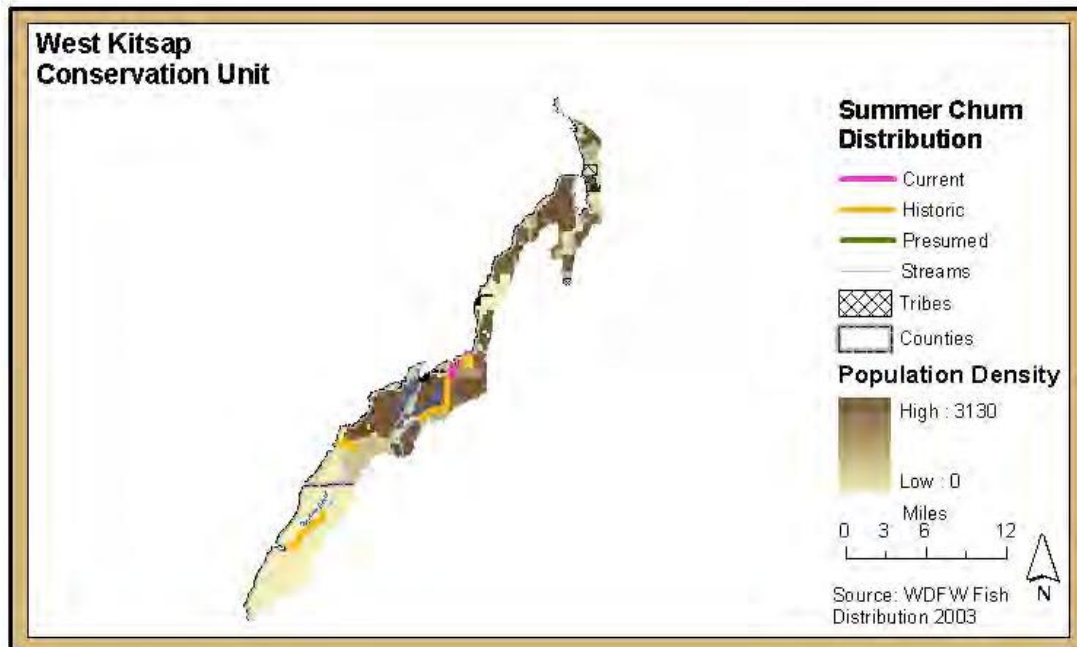 West Kitsap
Conservation Unit
Summer Chum
Distribution
Current
Historic
Presumed
Streams
Tribes
Counties
Population Density
High : 3130
Low : 0
Miles
0 3 6 12
N
Source: WDFW Fish
Distribution 2003